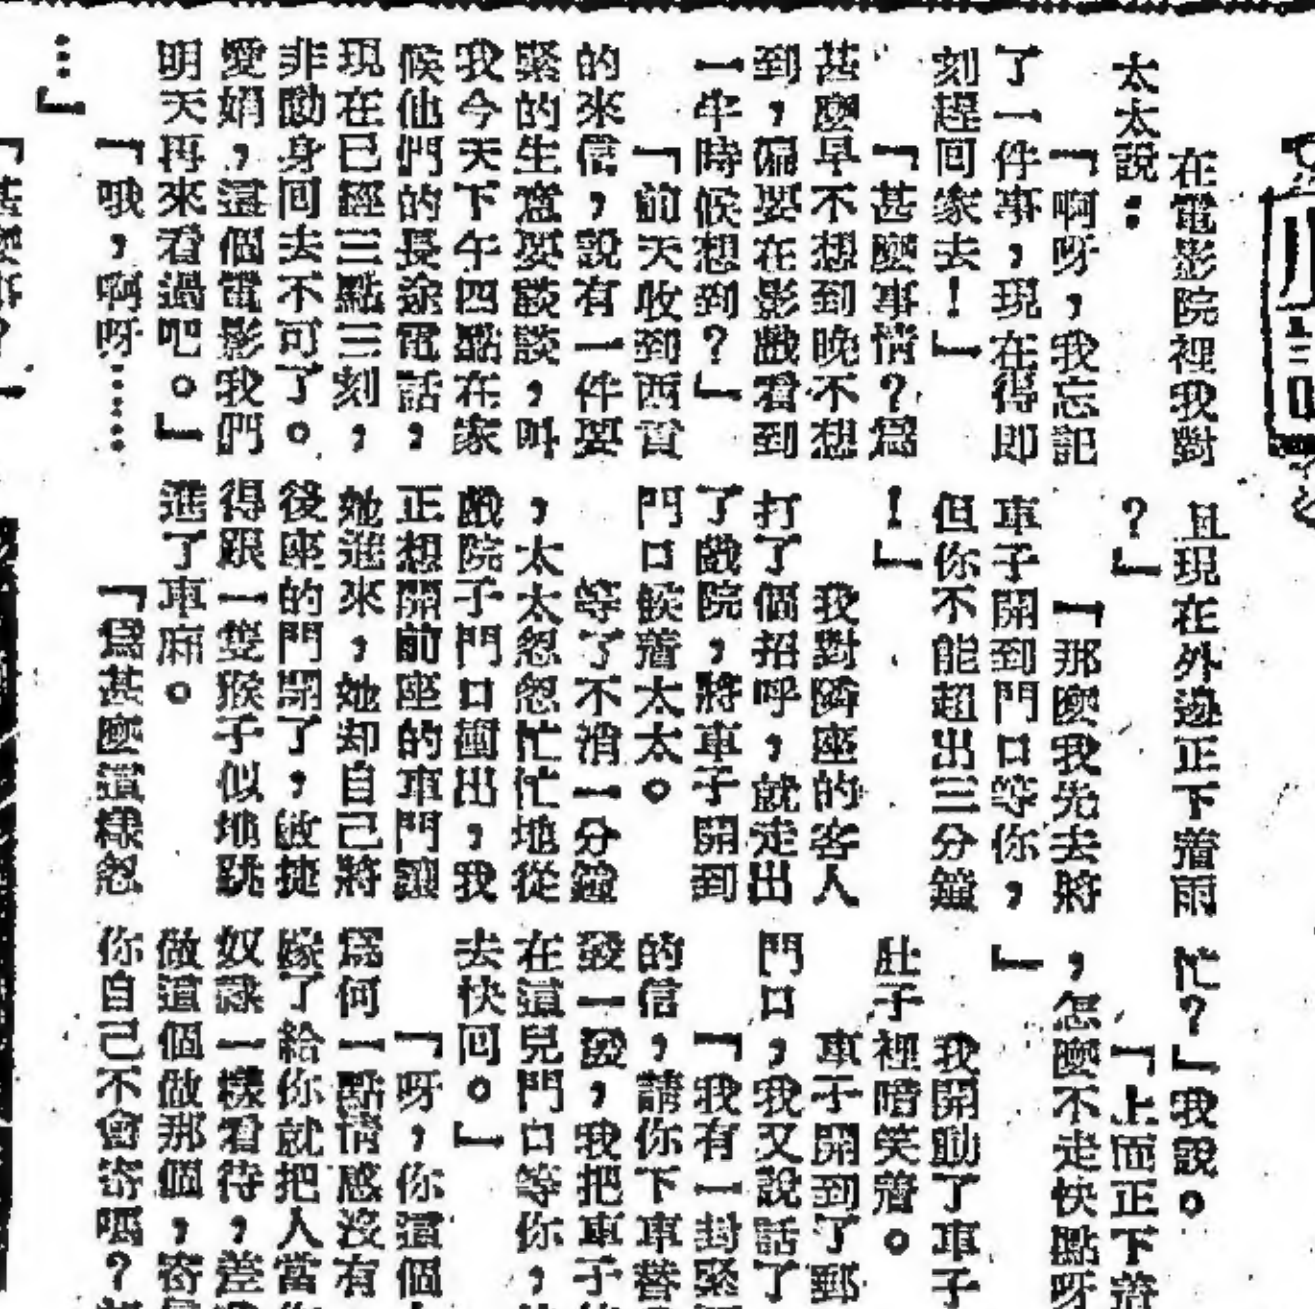 在電影院裡我對
太太說：
「啊呀，我忘記
了一件事，現在得即
刻趕回家去！」
「甚麼事情？爲
甚麼早不想到晚不想
到，偏要在影戲看到
一半時候想到？」
「前天收到西貢
的來信，說有一件要
緊的生意要談談，叫
我今天下午四點在家
候他們的長途電話，
現在已經三點三刻，
非動身回去不可了。
愛娟，這個電影我們
明天再來看過吧。」
「哦，啊呀……
…」
「甚麼事？」
且現在外邊正下着雨
？」
「那麼我先去將
車子開到門口等你，
但你不能超出三分鐘
！」
我對隣座的客人
打了個招呼，就走出
了戲院，將車子開到
門口候着太太。
等了不消一分鐘
，太太忽忽忙忙地從
戲院子門口衝出，我
正想開前座的車門讓
她進來，她却自己將
後座的門開了，敏捷
得跟一隻猴子似地跳
進了車廂。
「爲甚麼這樣忽
忙？」我說。
「上面正下着
，怎麼不走快點呀
」
我開動了車子
肚子裡暗笑着。
車子開到了郵
門口，我又說話了
「我有一封緊
的信，請你下車替
發一發，我把車子
在這兒門口等你，
去快回。」
「呀，你這個
爲何一點情感沒有
嫁了給你就把人當
奴隸一樣看待，差
做這個做那個，寄
你自己不會寄嗎？